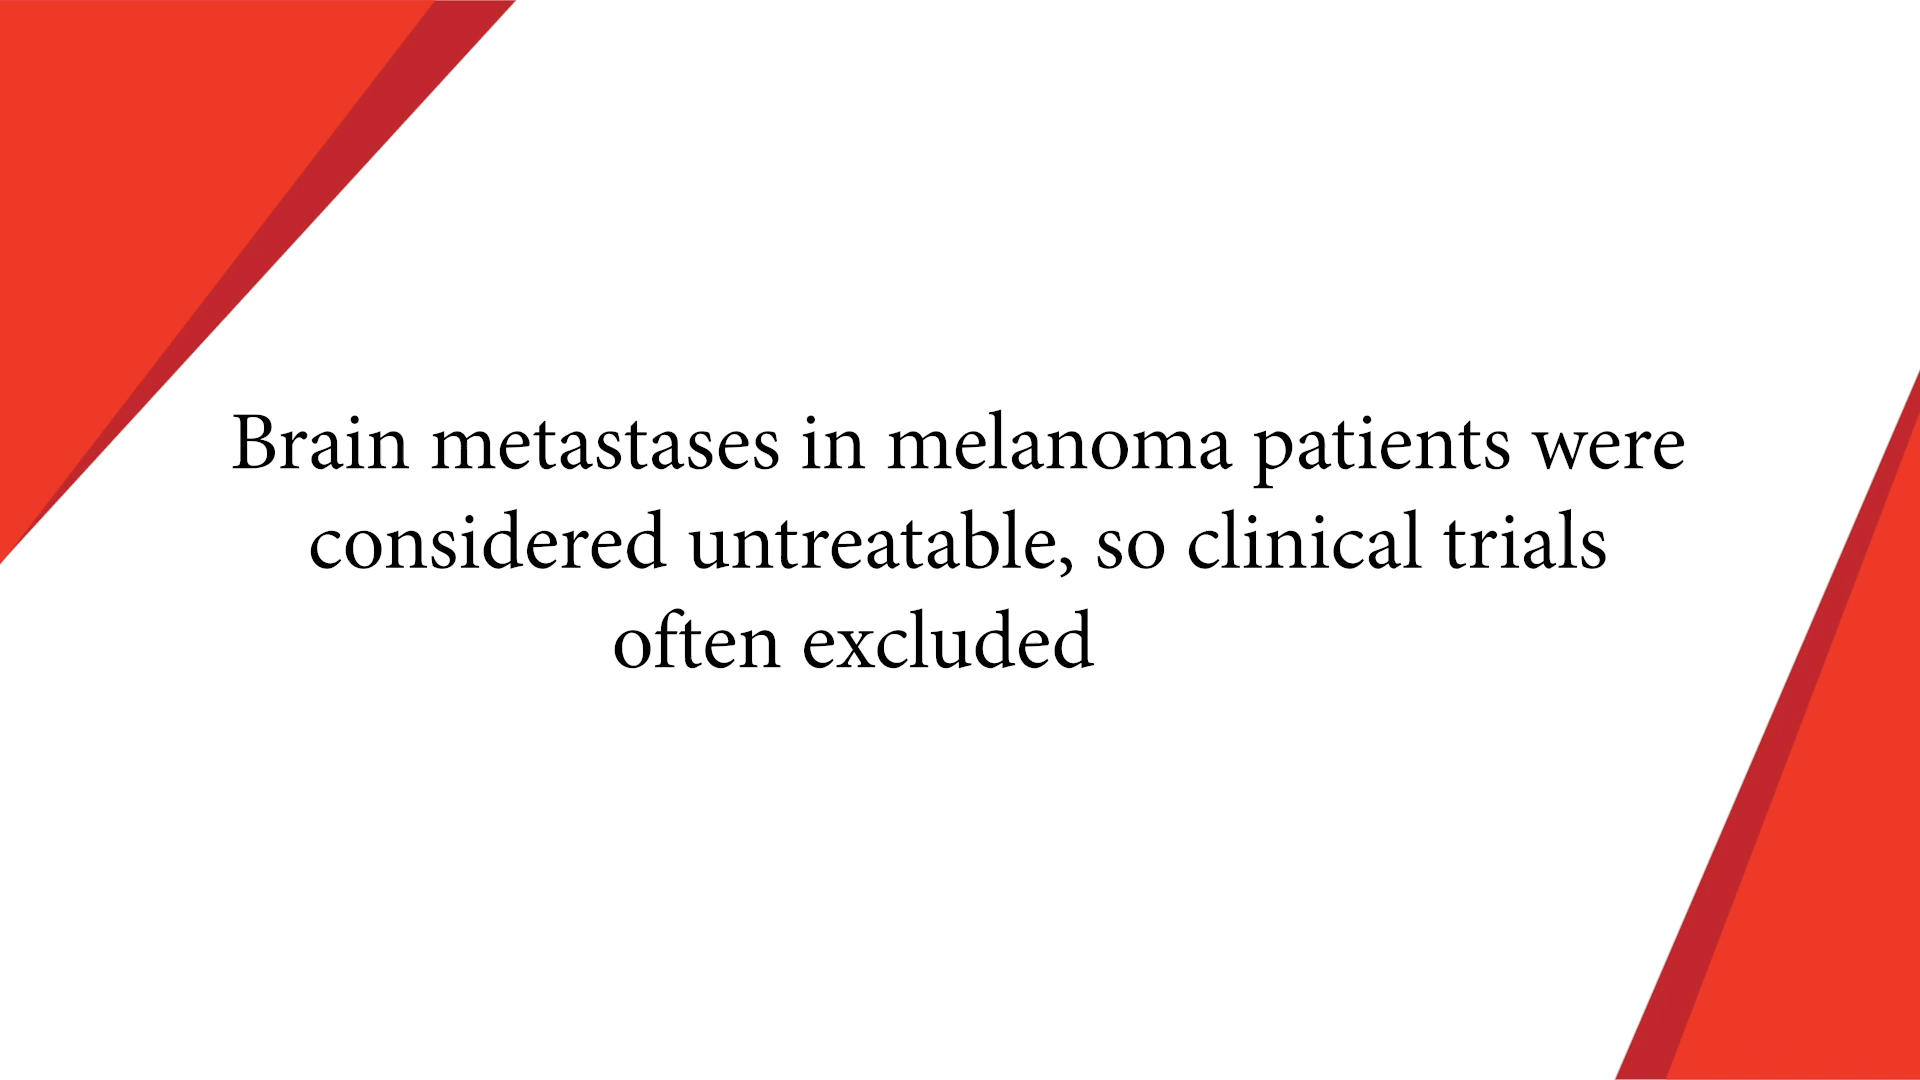 Brain metastases in melanoma patients were
considered untreatable, so clinical trials
often excluded